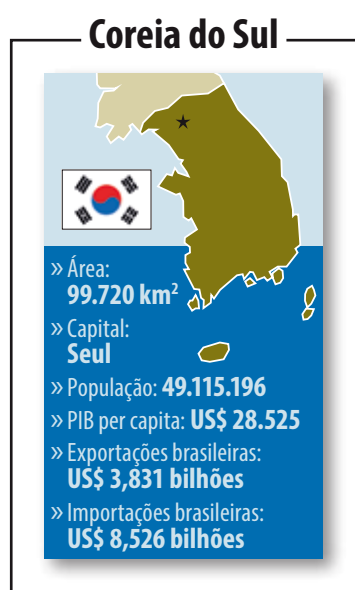 Coreia do Sul
» Área:
99.720 km²
» Capital:
Seul
» População: 49.115.196
» PIB per capita: US$ 28.525
» Exportações brasileiras:
US$ 3,831 bilhões
» Importações brasileiras:
US$ 8,526 bilhões